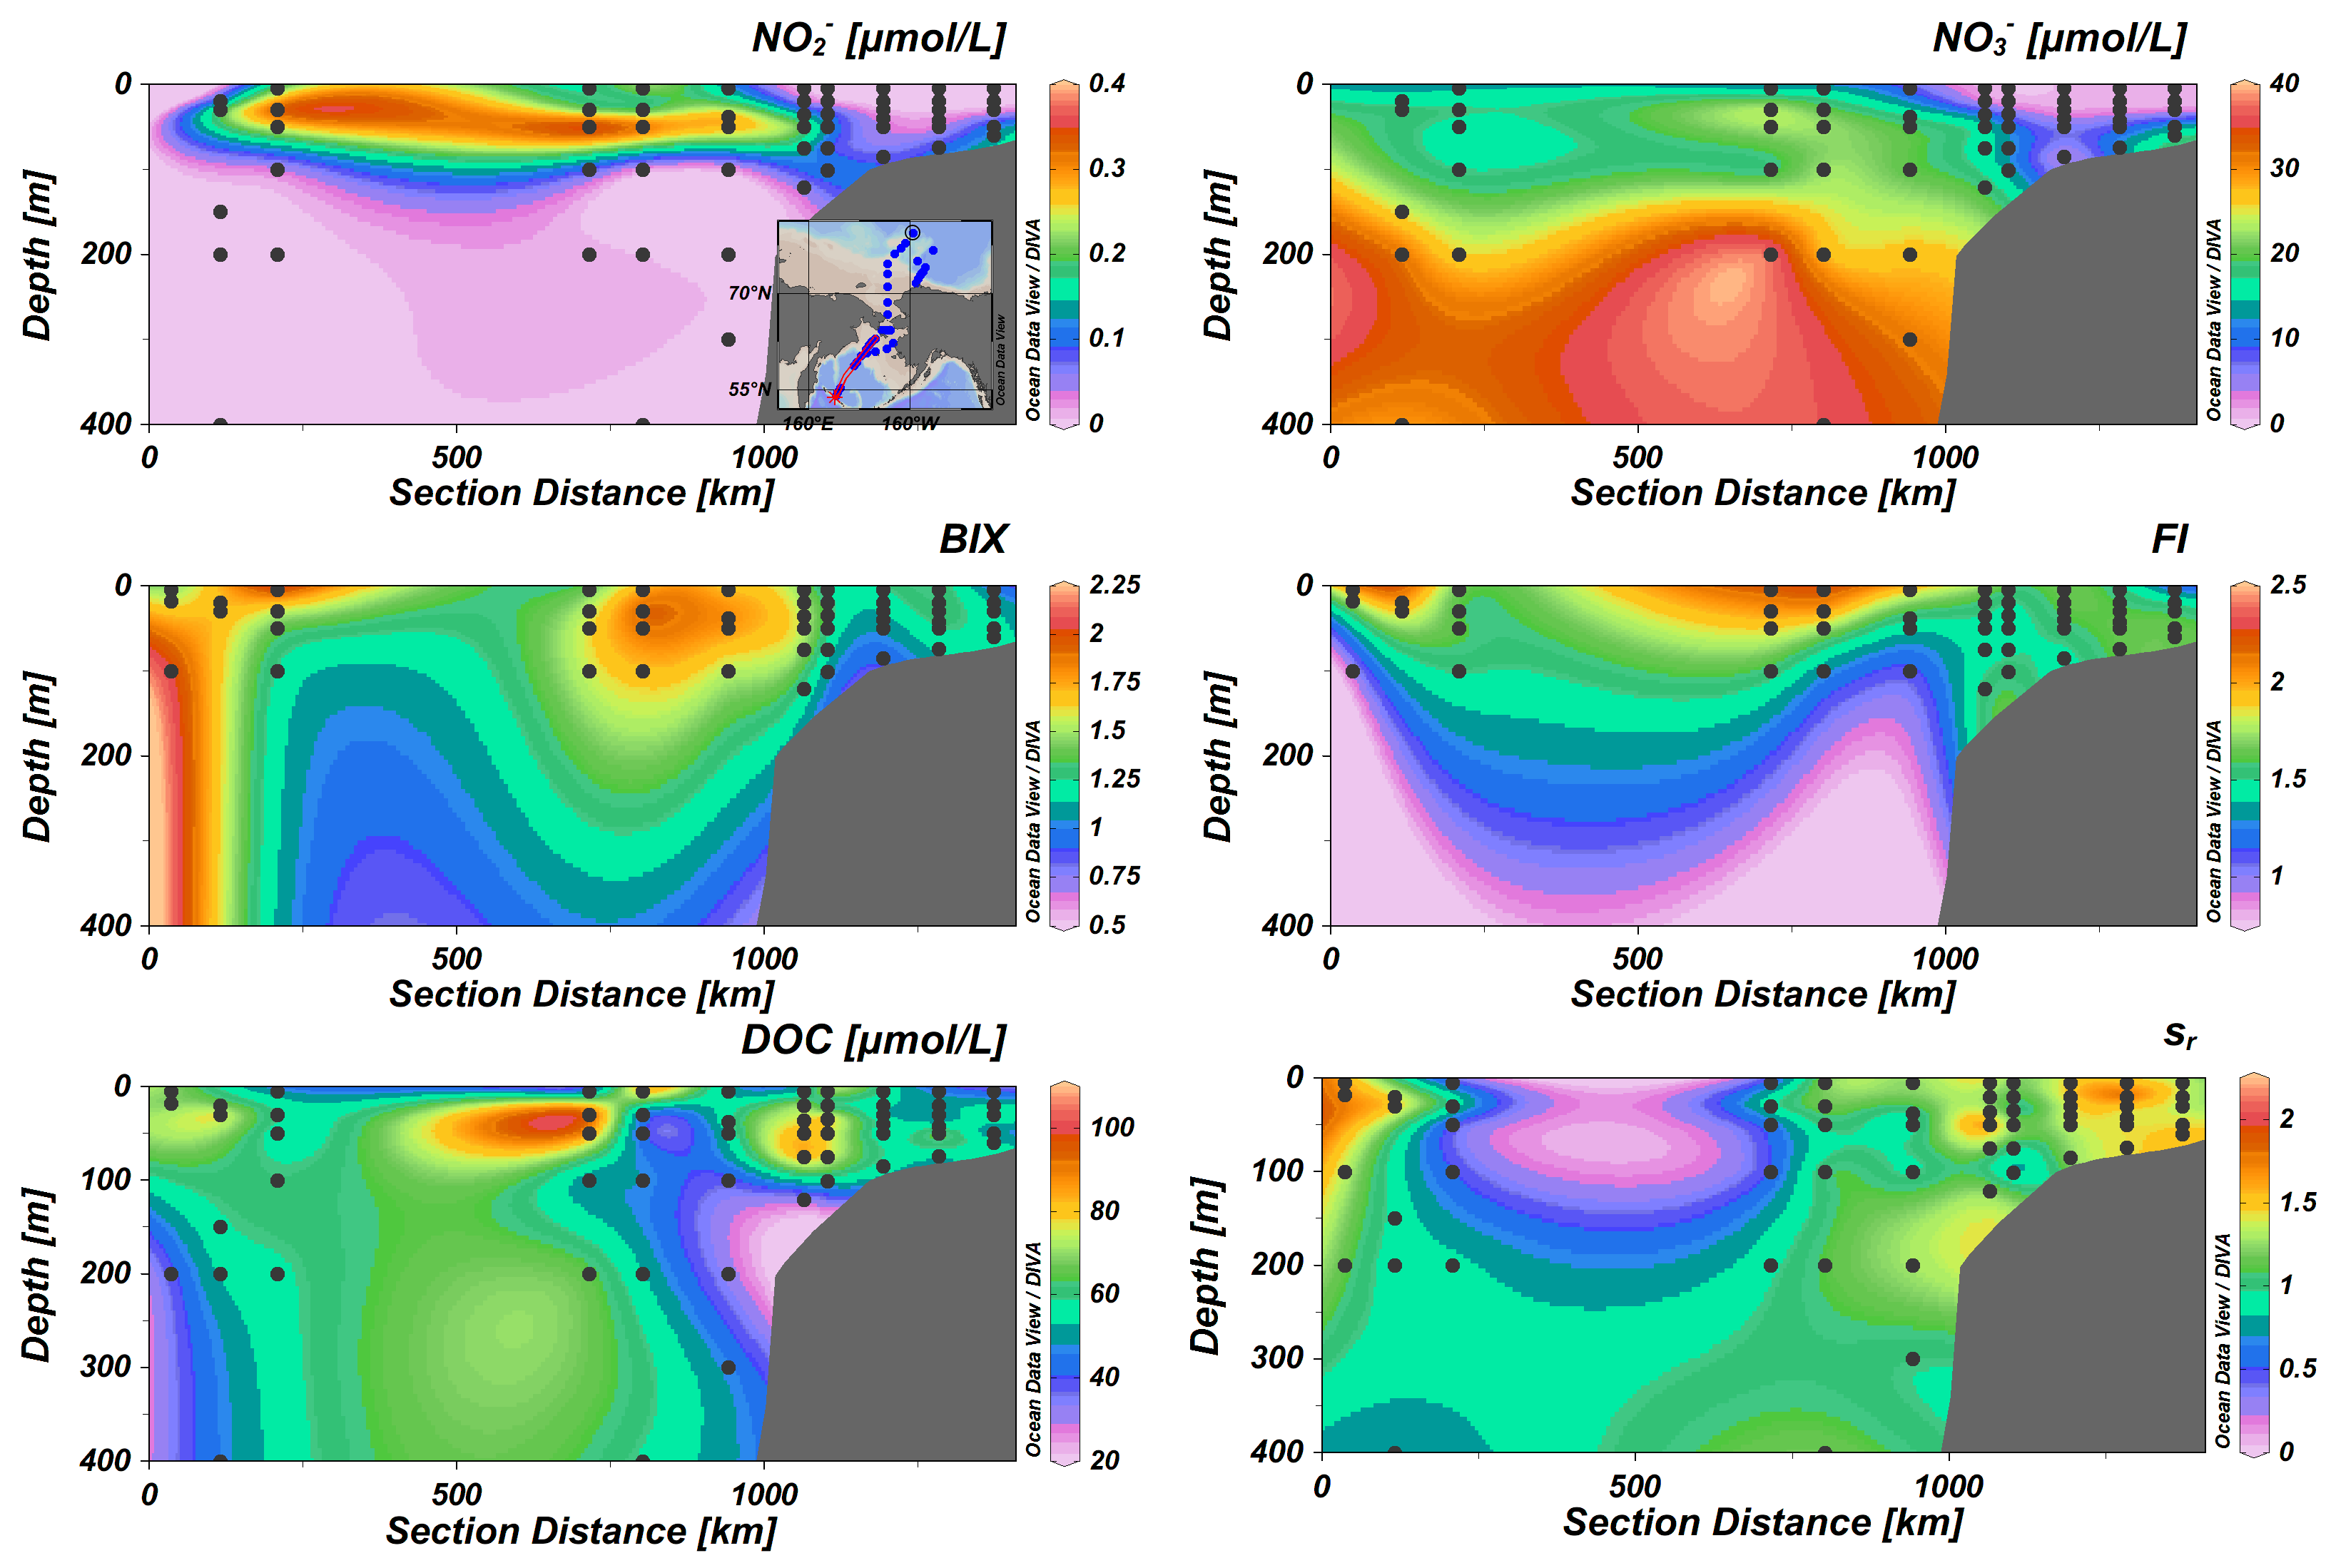 NO2- [µmol/L]
0
200
400
0
500
1000
Depth [m]
Section Distance [km]
0.4
0.3
0.2
0.1
0
Ocean Data View / DIVA
70°N
55°N
160°E
160°W
Ocean Data View
NO3- [µmol/L]
0
200
400
0
500
1000
Depth [m]
Section Distance [km]
40
30
20
10
0
Ocean Data View / DIVA
BIX
0
200
400
0
500
1000
Depth [m]
Section Distance [km]
2.25
2
1.75
1.5
1.25
1
0.75
0.5
Ocean Data View / DIVA
FI
0
200
400
0
500
1000
Depth [m]
Section Distance [km]
2.5
2
1.5
1
Ocean Data View / DIVA
DOC [µmol/L]
0
100
200
300
400
0
500
1000
Depth [m]
Section Distance [km]
100
80
60
40
20
Ocean Data View / DIVA
sr
0
100
200
300
400
0
500
1000
Depth [m]
Section Distance [km]
2
1.5
1
0.5
0
Ocean Data View / DIVA